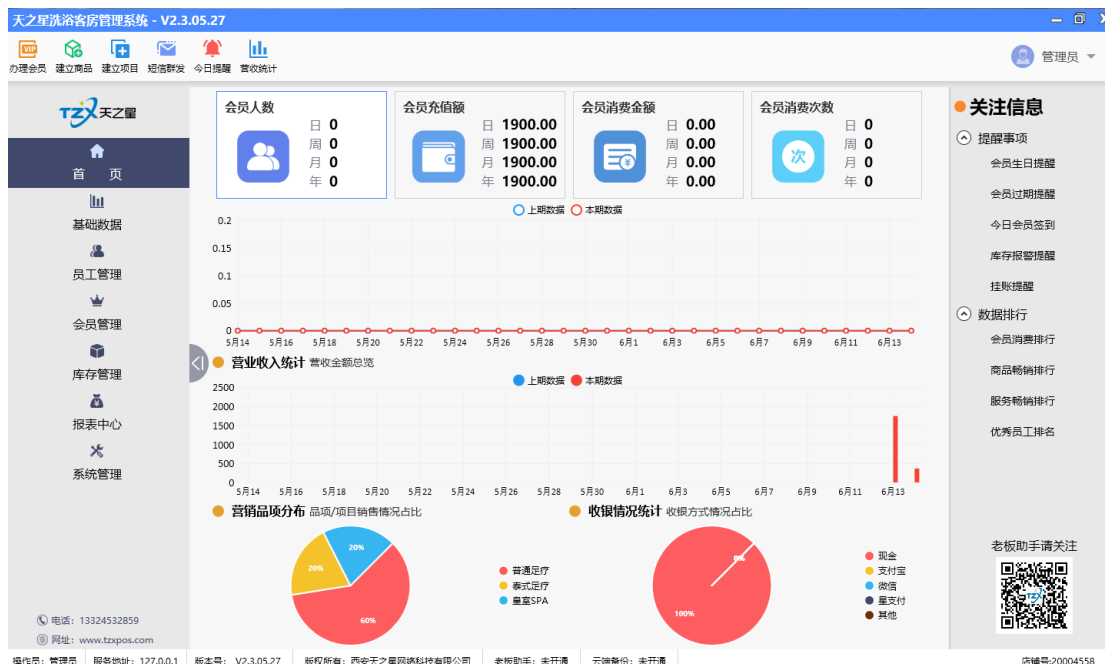 天之星洗浴客房管理系统 - V2.3.05.27
办理会员 建立商品 建立项目 短信群发 今日提醒 营收统计
VIP
管理员
TZX天之星
首 页
基础数据
员工管理
会员管理
库存管理
报表中心
系统管理
电话: 13324532859
网址: www.tzxpos.com
会员人数
日 0
周 0
月 0
年 0
会员充值额
日 1900.00
周 1900.00
月 1900.00
年 1900.00
会员消费金额
日 0.00
周 0.00
月 0.00
年 0.00
会员消费次数
次
日 0
周 0
月 0
年 0
上期数据 本期数据
0.2
0.15
0.1
0.05
0
5月14 5月16 5月18 5月20 5月22 5月24 5月26 5月28 5月30 6月1 6月3 6月5 6月7 6月9 6月11 6月13
营业收入统计 营收金额总览
上期数据 本期数据
2500
2000
1500
1000
500
0
5月14 5月16 5月18 5月20 5月22 5月24 5月26 5月28 5月30 6月1 6月3 6月5 6月7 6月9 6月11 6月13
营销品项分布 品项/项目销售情况占比
20%
20%
60%
普通足疗
泰式足疗
皇室SPA
收银情况统计 收银方式情况占比
0%
100%
现金
支付宝
微信
星支付
其他
关注信息
提醒事项
会员生日提醒
会员过期提醒
今日会员签到
库存报警提醒
挂账提醒
数据排行
会员消费排行
商品畅销排行
服务畅销排行
优秀员工排名
老板助手请关注
TZX
操作员: 管理员 服务地址: 127.0.0.1 版本号: V2.3.05.27 版权所有: 西安天之星网络科技有限公司 老板助手: 未开通 云端备份: 未开通 店铺号:20004558